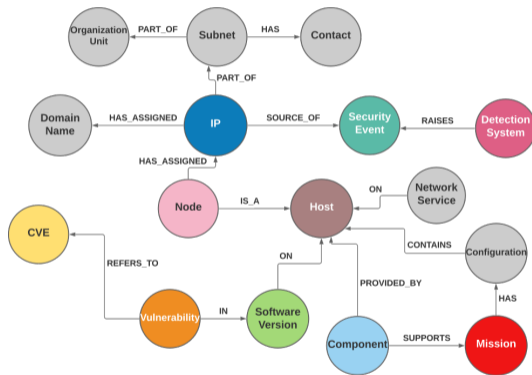 Organization
Unit
PART_OF
Subnet
HAS
Contact
PART_OF
Domain
Name
HAS_ASSIGNED
IP
SOURCE_OF
Security
Event
RAISES
Detection
System
HAS_ASSIGNED
Node
IS_A
Host
ON
Network
Service
CVE
REFERS_TO
ON
CONTAINS
Configuration
PROVIDED_BY
HAS
Vulnerability
IN
Software
Version
Component
SUPPORTS
Mission